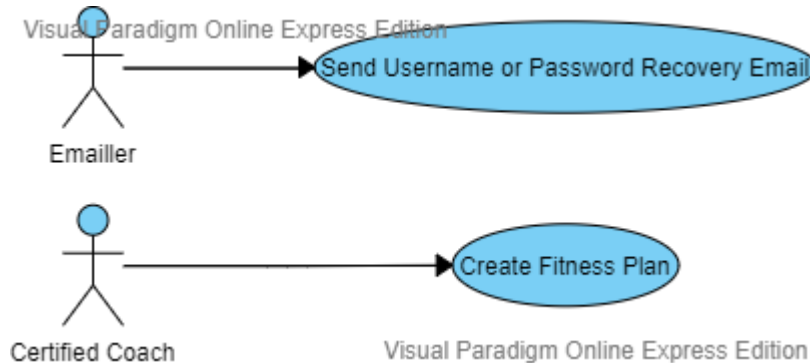 Visual Paradigm Online Express Edition
Send Username or Password Recovery Email
Emailler
Create Fitness Plan
Certified Coach
Visual Paradigm Online Express Edition